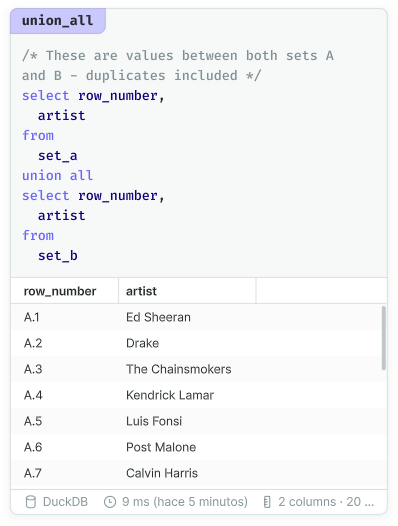 union_all
/* These are values between both sets A
and B - duplicates included */
select row_number,
  artist
from
  set_a
union all
select row_number,
  artist
from
  set_b
row_number artist
A.1 Ed Sheeran
A.2 Drake
A.3 The Chainsmokers
A.4 Kendrick Lamar
A.5 Luis Fonsi
A.6 Post Malone
A.7 Calvin Harris
DuckDB 9 ms (hace 5 minutos) 2 columns · 20 ...